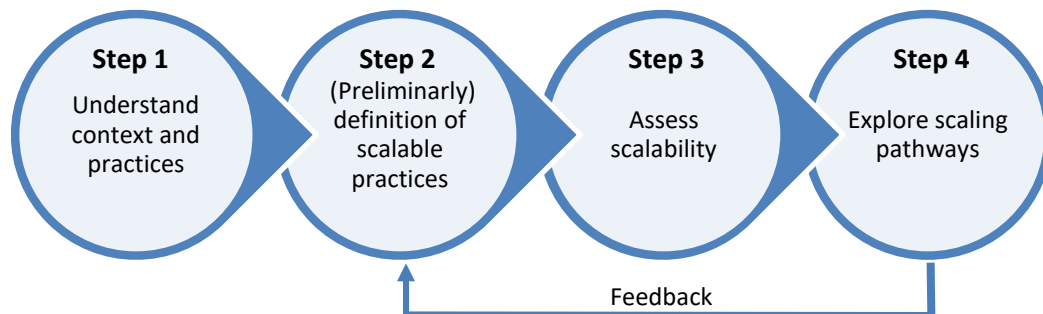 Step 1
Understand
context and
practices
Step 2
(Preliminarly)
definition of
scalable
practices
Step 3
Assess
scalability
Step 4
Explore scaling
pathways
Feedback